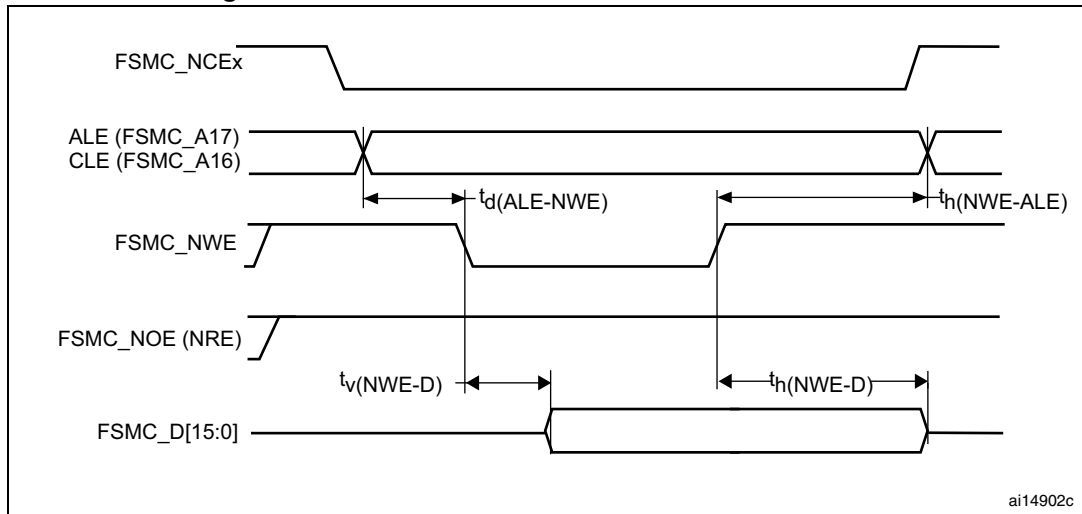 FSMC_NCEx
ALE (FSMC_A17)
CLE (FSMC_A16)
td(ALE-NWE)
th(NWE-ALE)
FSMC_NWE
FSMC_NOE (NRE)
tv(NWE-D)
th(NWE-D)
FSMC_D[15:0]
ai14902c